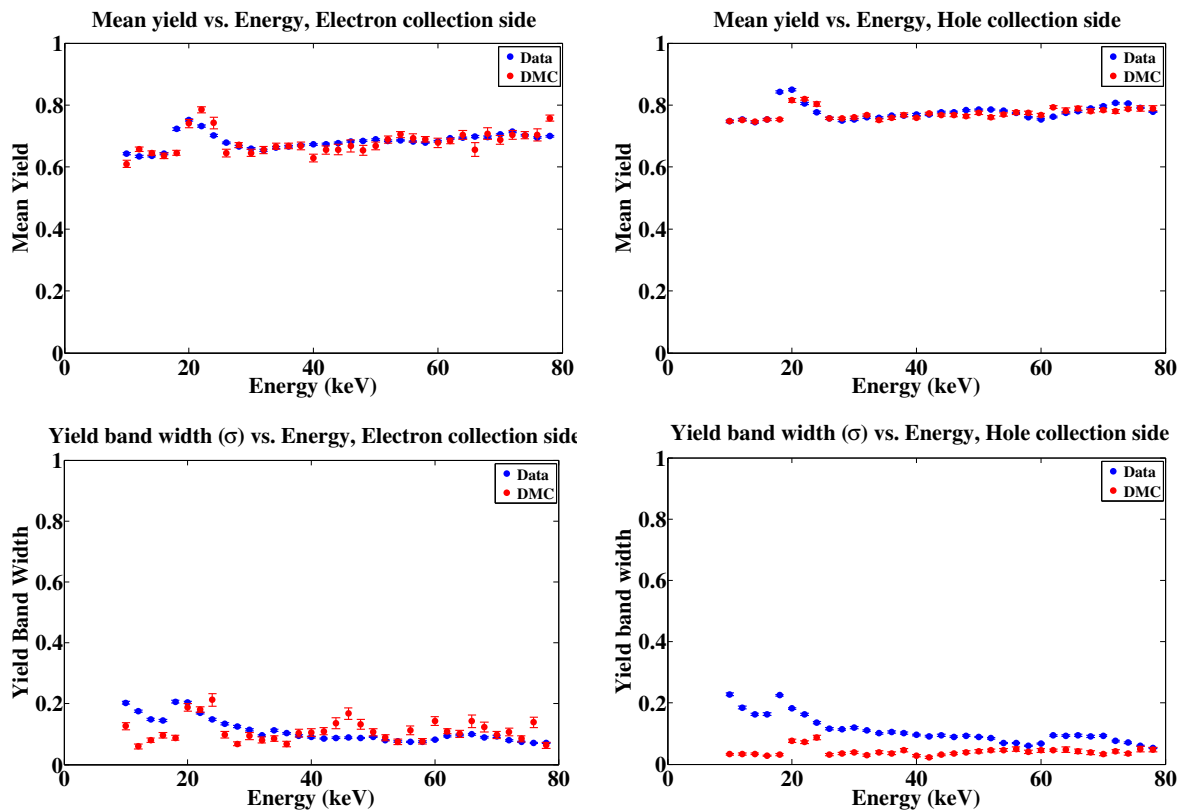 Mean yield vs. Energy, Electron collection side
1
0.8
0.6
0.4
0.2
0
0
20
40
60
80
Mean Yield
Energy (keV)
Data
DMC
Mean yield vs. Energy, Hole collection side
1
0.8
0.6
0.4
0.2
0
0
20
40
60
80
Mean Yield
Energy (keV)
Data
DMC
Yield band width (σ) vs. Energy, Electron collection side
1
0.8
0.6
0.4
0.2
0
0
20
40
60
80
Yield Band Width
Energy (keV)
Data
DMC
Yield band width (σ) vs. Energy, Hole collection side
1
0.8
0.6
0.4
0.2
0
0
20
40
60
80
Yield band width
Energy (keV)
Data
DMC